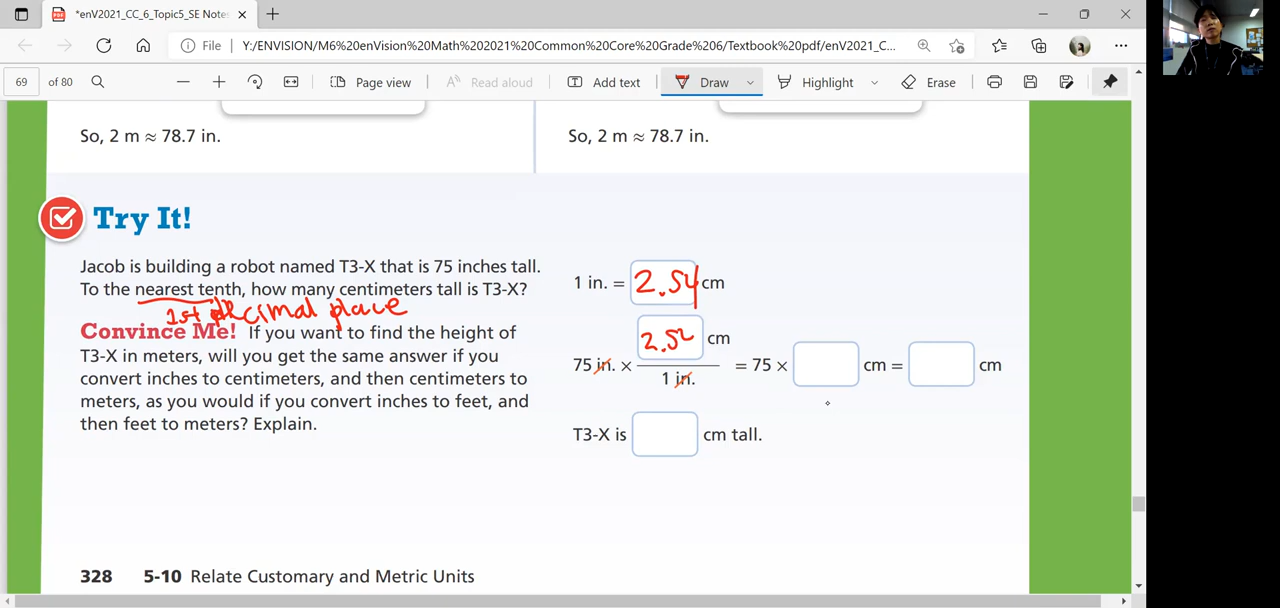 *enV2021_CC_6_Topic5_SE Note
File
Y:/ENVISION/M6%20enVision%20Math%202021%20Common%20Core%20Grade%206/Textbook%20pdf/enV2021_C...
69 of 80
Page view
Read aloud
Add text
Draw
Highlight
Erase
So, 2 m ≈ 78.7 in.
So, 2 m ≈ 78.7 in.
Try It!
Jacob is building a robot named T3-X that is 75 inches tall.
To the nearest tenth, how many centimeters tall is T3-X?
1st decimal place
Convince Me! If you want to find the height of
T3-X in meters, will you get the same answer if you
convert inches to centimeters, and then centimeters to
meters, as you would if you convert inches to feet, and
then feet to meters? Explain.
1 in. = 2.54 cm
2.54 cm
75 in. × = 75 × cm = cm
1 in.
T3-X is cm tall.
328 5-10 Relate Customary and Metric Units